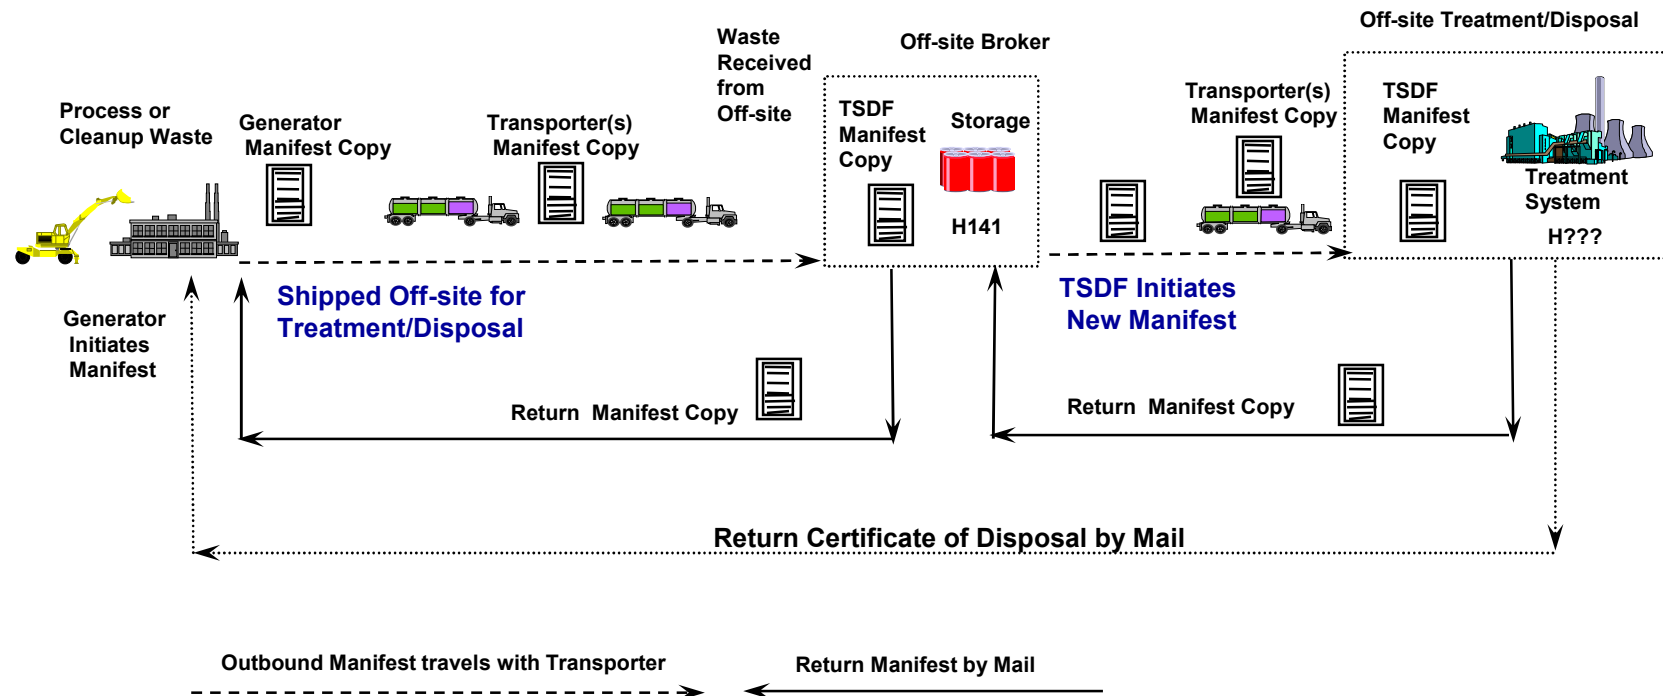 Off-site Treatment/Disposal
Waste
Received
from
Off-site
Off-site Broker
Process or
Cleanup Waste
Generator
Manifest Copy
Transporter(s)
Manifest Copy
TSDF
Manifest
Copy
Storage
H141
Transporter(s)
Manifest Copy
TSDF
Manifest
Copy
Treatment
System
H???
Generator
Initiates
Manifest
Shipped Off-site for
Treatment/Disposal
TSDF Initiates
New Manifest
Return Manifest Copy
Return Manifest Copy
Return Certificate of Disposal by Mail
Outbound Manifest travels with Transporter
Return Manifest by Mail